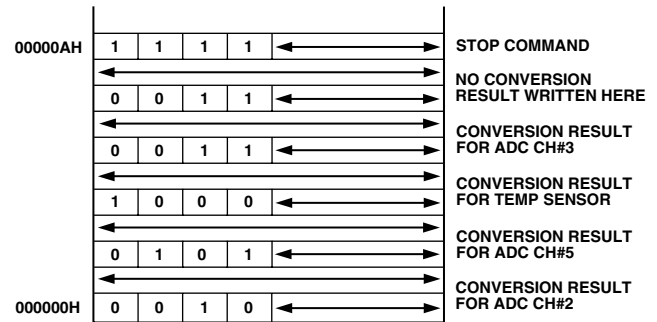 00000AH 1 1 1 1 STOP COMMAND
NO CONVERSION
0 0 1 1 RESULT WRITTEN HERE
CONVERSION RESULT
0 0 1 1 FOR ADC CH#3
CONVERSION RESULT
1 0 0 0 FOR TEMP SENSOR
CONVERSION RESULT
0 1 0 1 FOR ADC CH#5
CONVERSION RESULT
000000H 0 0 1 0 FOR ADC CH#2